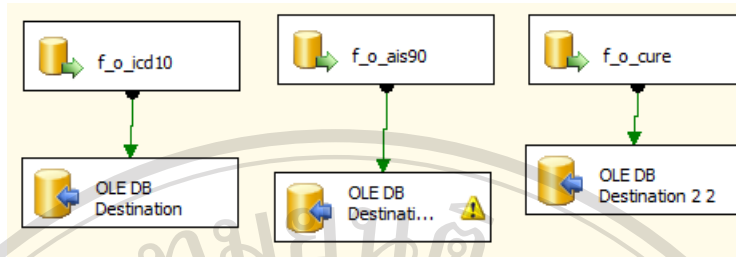 f_o_icd10
f_o_ais90
f_o_cure
OLE DB
Destination
OLE DB
Destinati...
OLE DB
Destination 2 2